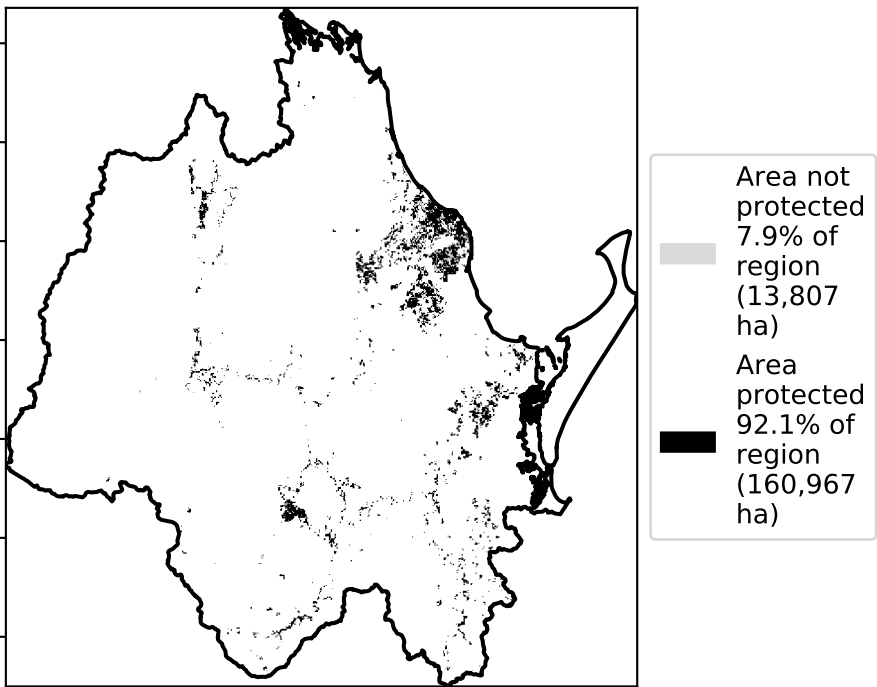 Area not
protected
7.9% of
region
(13,807
ha)
Area
protected
92.1% of
region
(160,967
ha)